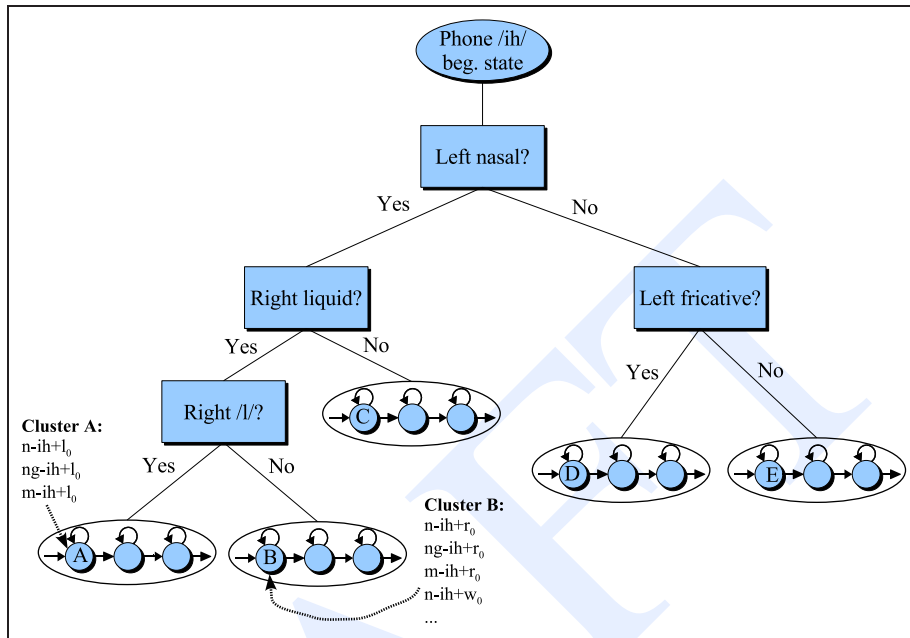 Phone /ih/
beg. state
Left nasal?
Yes
No
Right liquid?
Left fricative?
Yes
No
Yes
No
Right /l/?
C
Cluster A:
n-ih+l₀
ng-ih+l₀
m-ih+l₀
Yes
No
D
E
Cluster B:
n-ih+r₀
ng-ih+r₀
m-ih+r₀
n-ih+w₀
...
A
B
AFT